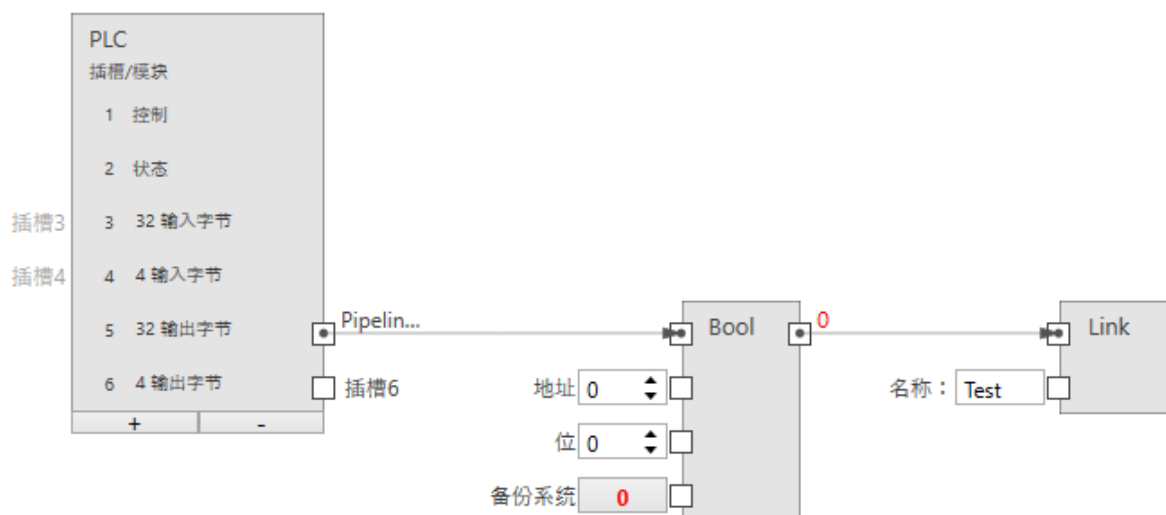 PLC
插槽/模块
1 控制
2 状态
插槽3 3 32 输入字节
插槽4 4 4 输入字节
5 32 输出字节 Pipelin... Bool 0 Link
6 4 输出字节 插槽6 地址 0 名称： Test
+ -
位 0
备份系统 0